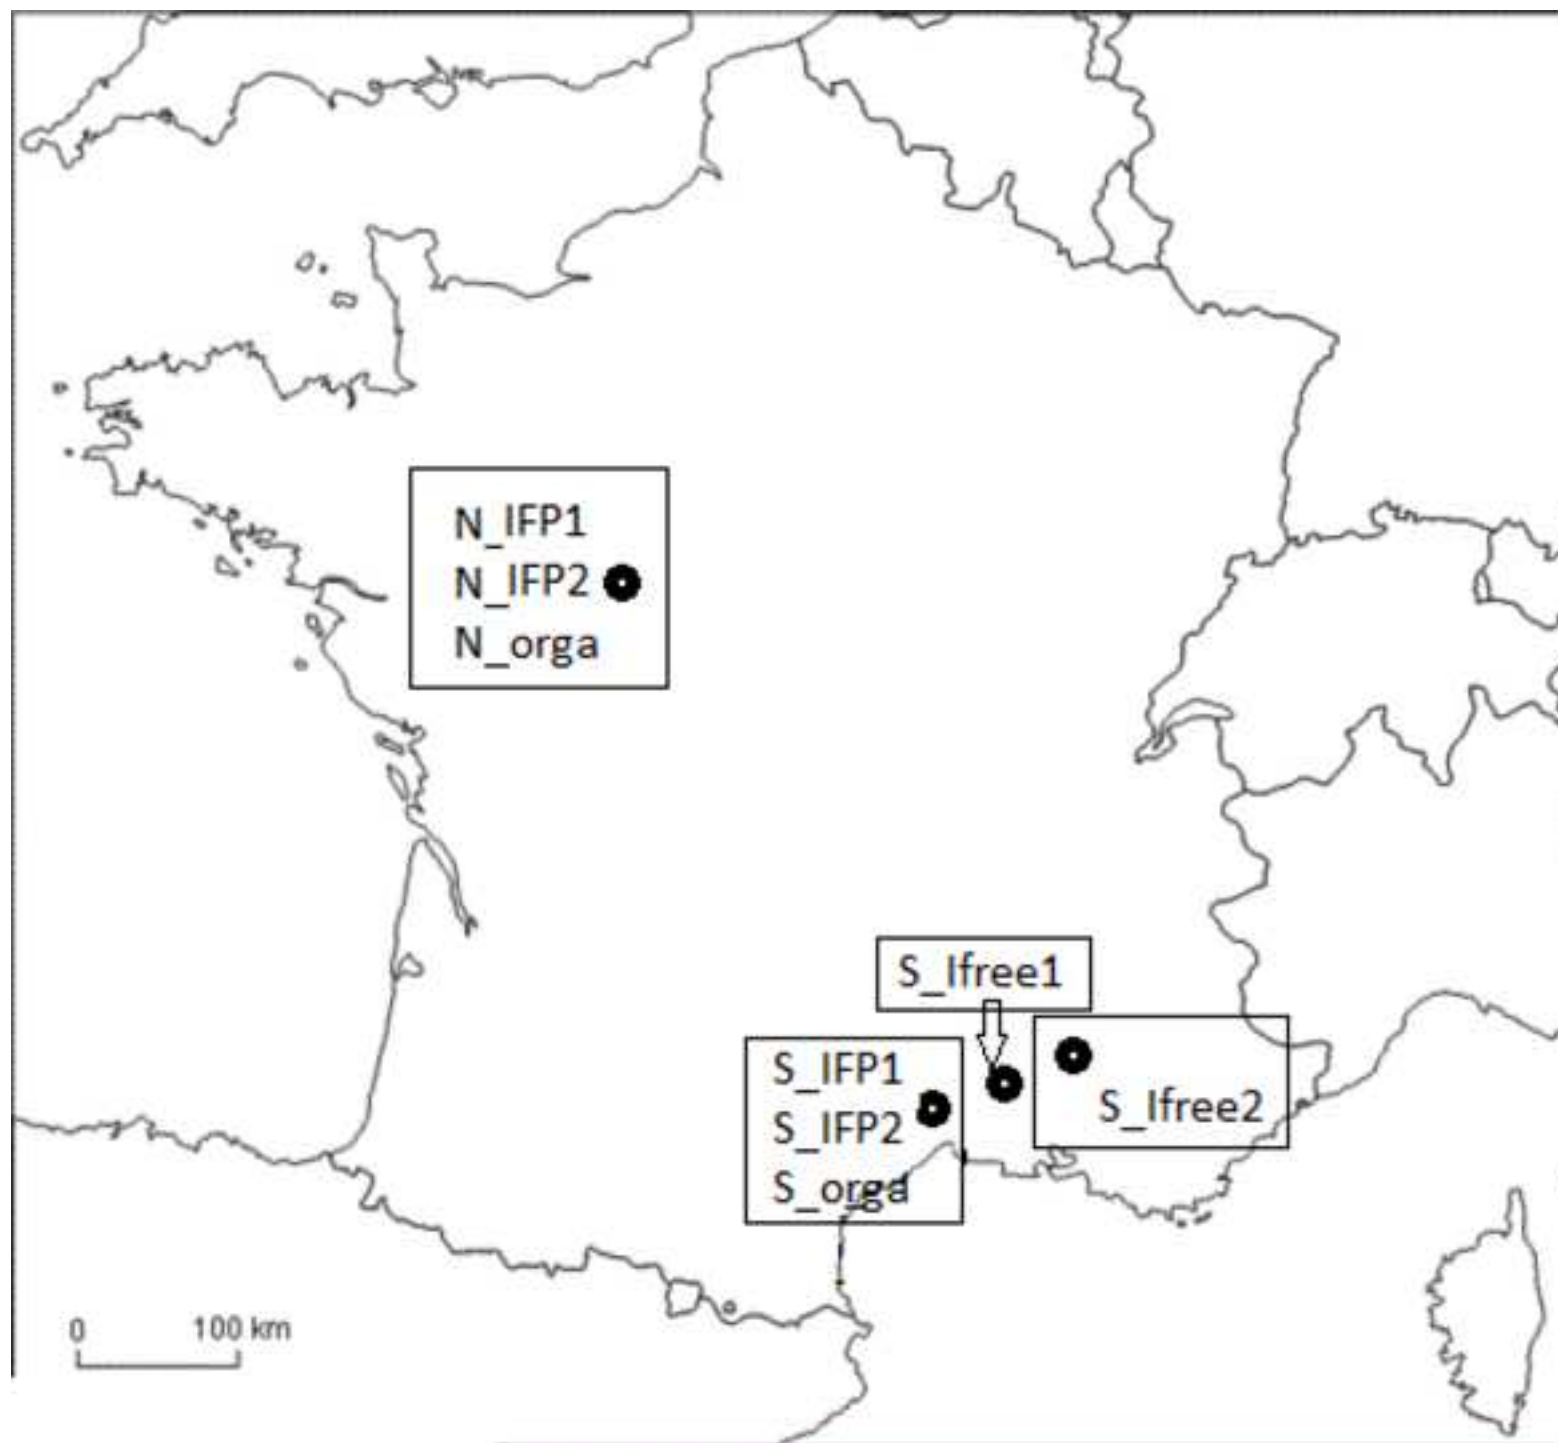 N_IFP1
N_IFP2
N_orga
S_Ifree1
S_IFP1
S_IFP2
S_orga
S_Ifree2
0 100 km